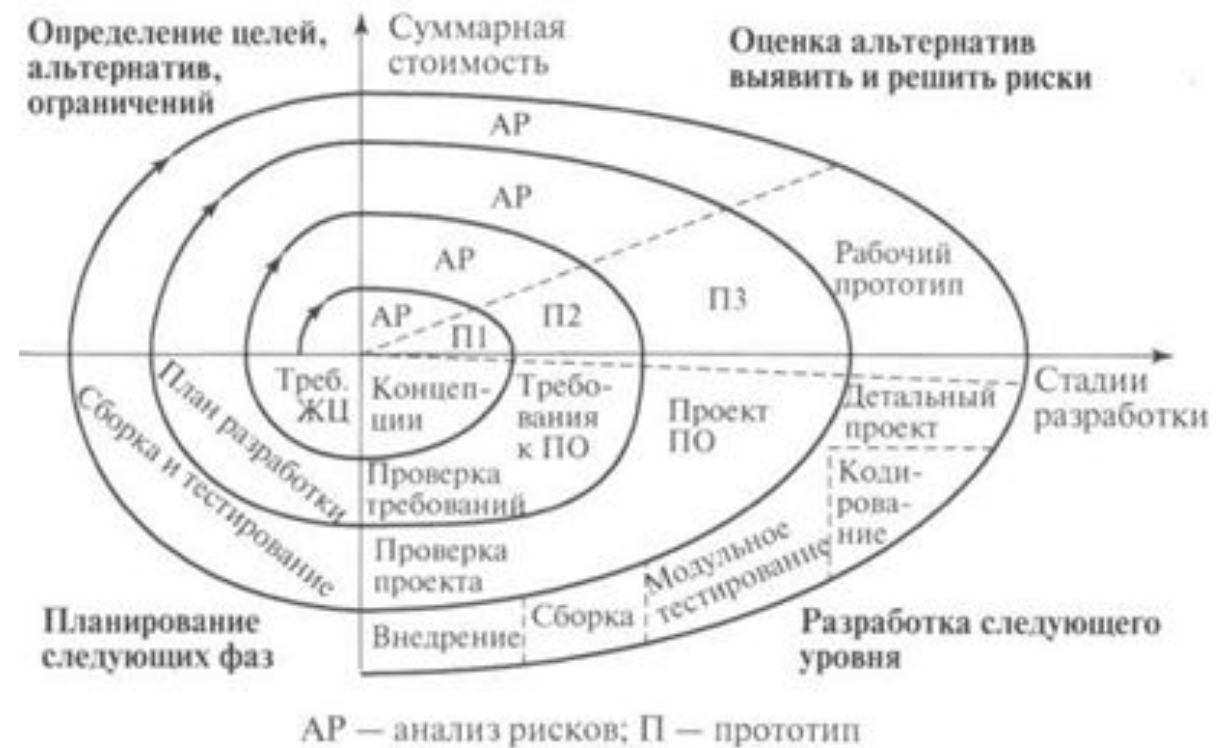 Определение целей,
альтернатив,
ограничений
Суммарная
стоимость
Оценка альтернатив
выявить и решить риски
АР
АР
АР
АР
П1
П2
П3
Рабочий
прототип
Стадии
разработки
Треб.
ЖЦ
Концеп-
ции
Требо-
вания
к ПО
Проект
ПО
Детальный
проект
Коди-
рова-
ние
План разработки
Сборка и тестирование
Проверка
требований
Проверка
проекта
Модульное
тестирование
Сборка
Внедрение
Планирование
следующих фаз
Разработка следующего
уровня
АР — анализ рисков; П — прототип